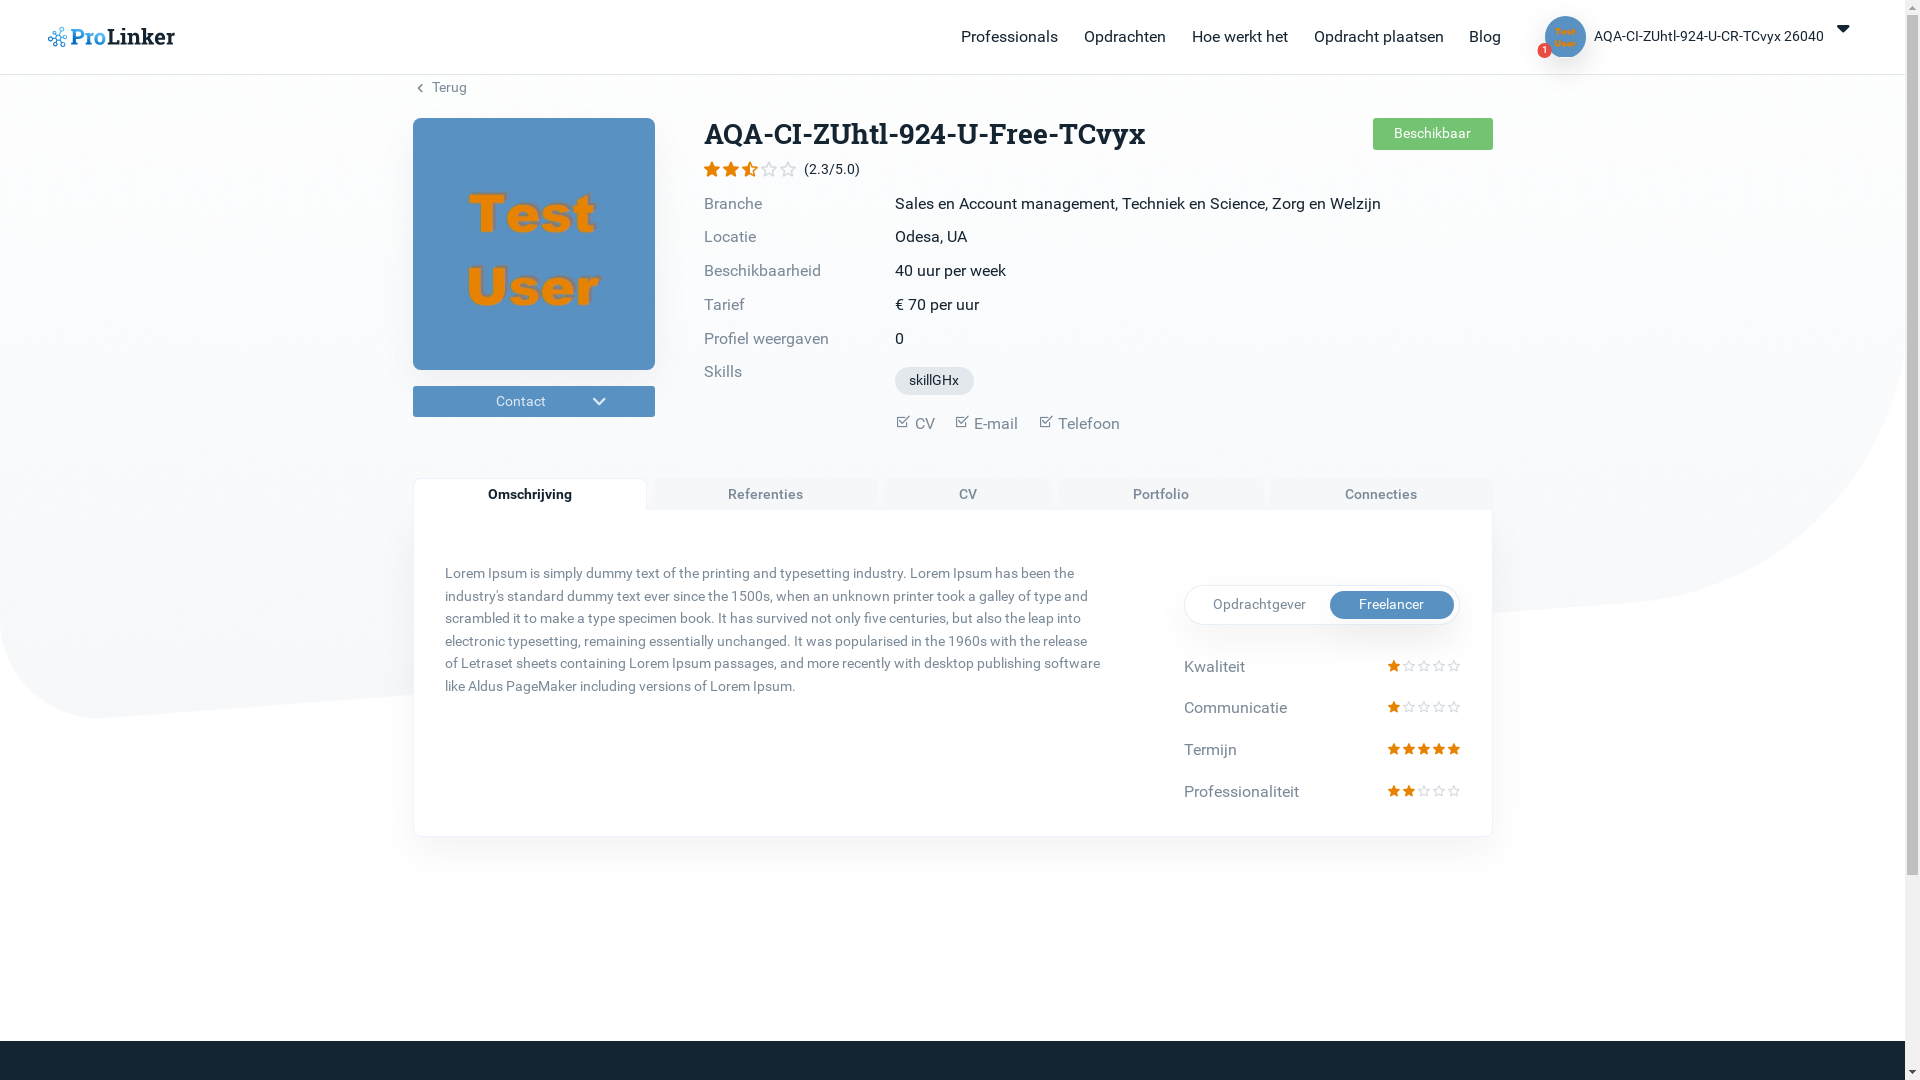 ProLinker
Professionals Opdrachten Hoe werkt het Opdracht plaatsen Blog
Test User
1
AQA-CI-ZUhtl-924-U-CR-TCvyx 26040
Terug
Test
User
Contact
AQA-CI-ZUhtl-924-U-Free-TCvyx
Beschikbaar
(2.3/5.0)
Branche Sales en Account management, Techniek en Science, Zorg en Welzijn
Locatie Odesa, UA
Beschikbaarheid 40 uur per week
Tarief € 70 per uur
Profiel weergaven 0
Skills skillGHx
CV E-mail Telefoon
Omschrijving Referenties CV Portfolio Connecties
Lorem Ipsum is simply dummy text of the printing and typesetting industry. Lorem Ipsum has been the
industry's standard dummy text ever since the 1500s, when an unknown printer took a galley of type and
scrambled it to make a type specimen book. It has survived not only five centuries, but also the leap into
electronic typesetting, remaining essentially unchanged. It was popularised in the 1960s with the release
of Letraset sheets containing Lorem Ipsum passages, and more recently with desktop publishing software
like Aldus PageMaker including versions of Lorem Ipsum.
Opdrachtgever Freelancer
Kwaliteit
Communicatie
Termijn
Professionaliteit